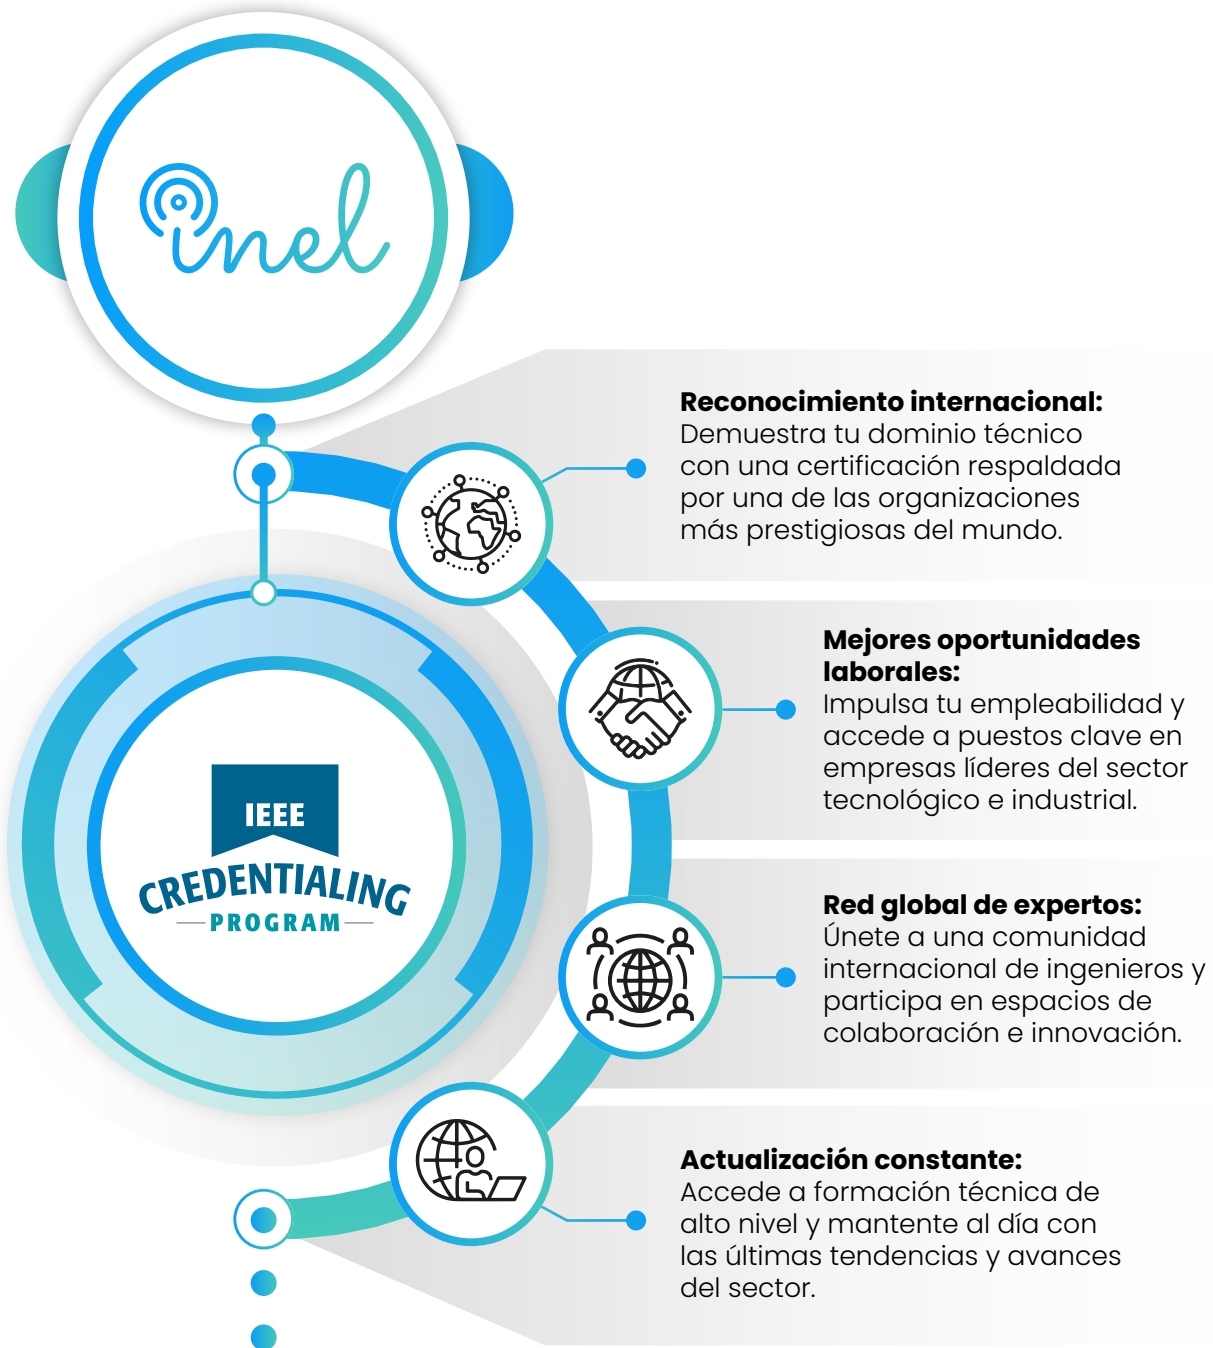 inel
Reconocimiento internacional:
Demuestra tu dominio técnico
con una certificación respaldada
por una de las organizaciones
más prestigiosas del mundo.
Mejores oportunidades
laborales:
Impulsa tu empleabilidad y
accede a puestos clave en
empresas líderes del sector
tecnológico e industrial.
IEEE
CREDENTIALING
PROGRAM
Red global de expertos:
Únete a una comunidad
internacional de ingenieros y
participa en espacios de
colaboración e innovación.
Actualización constante:
Accede a formación técnica de
alto nivel y mantente al día con
las últimas tendencias y avances
del sector.